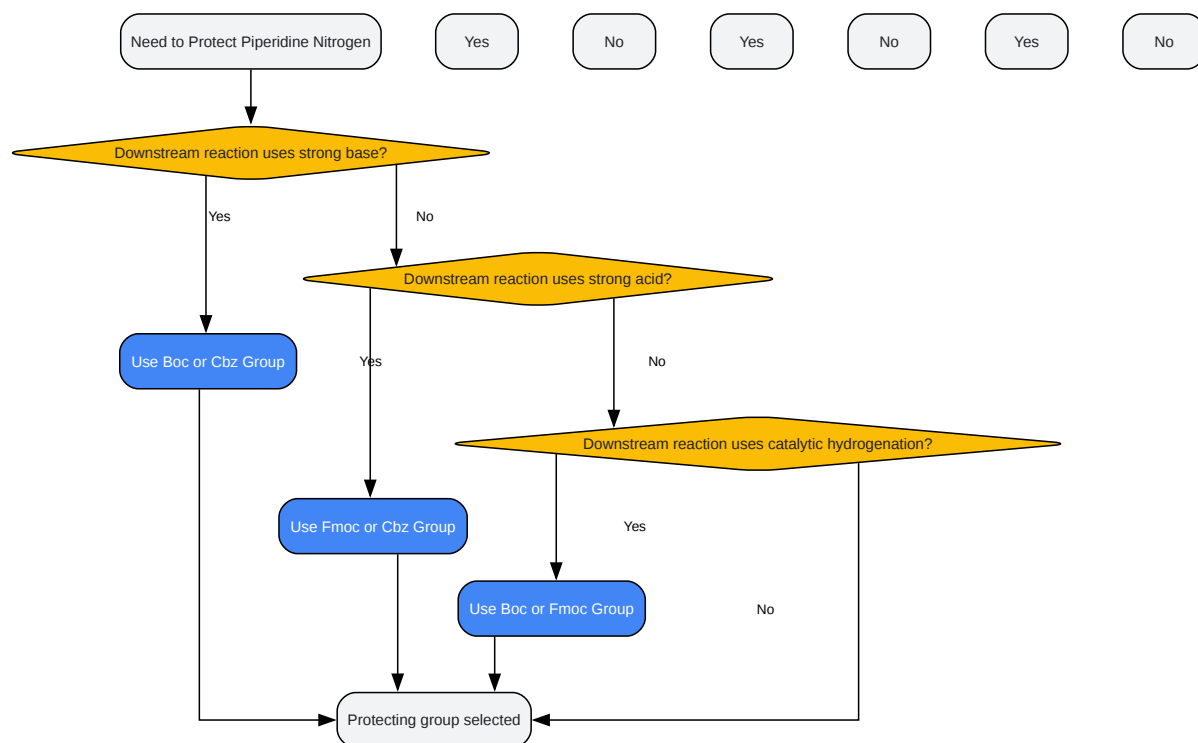 Need to Protect Piperidine Nitrogen
Yes
No
Yes
No
Yes
No
Downstream reaction uses strong base?
Yes
No
Downstream reaction uses strong acid?
Use Boc or Cbz Group
Yes
No
Downstream reaction uses catalytic hydrogenation?
Use Fmoc or Cbz Group
Yes
Use Boc or Fmoc Group
No
Protecting group selected